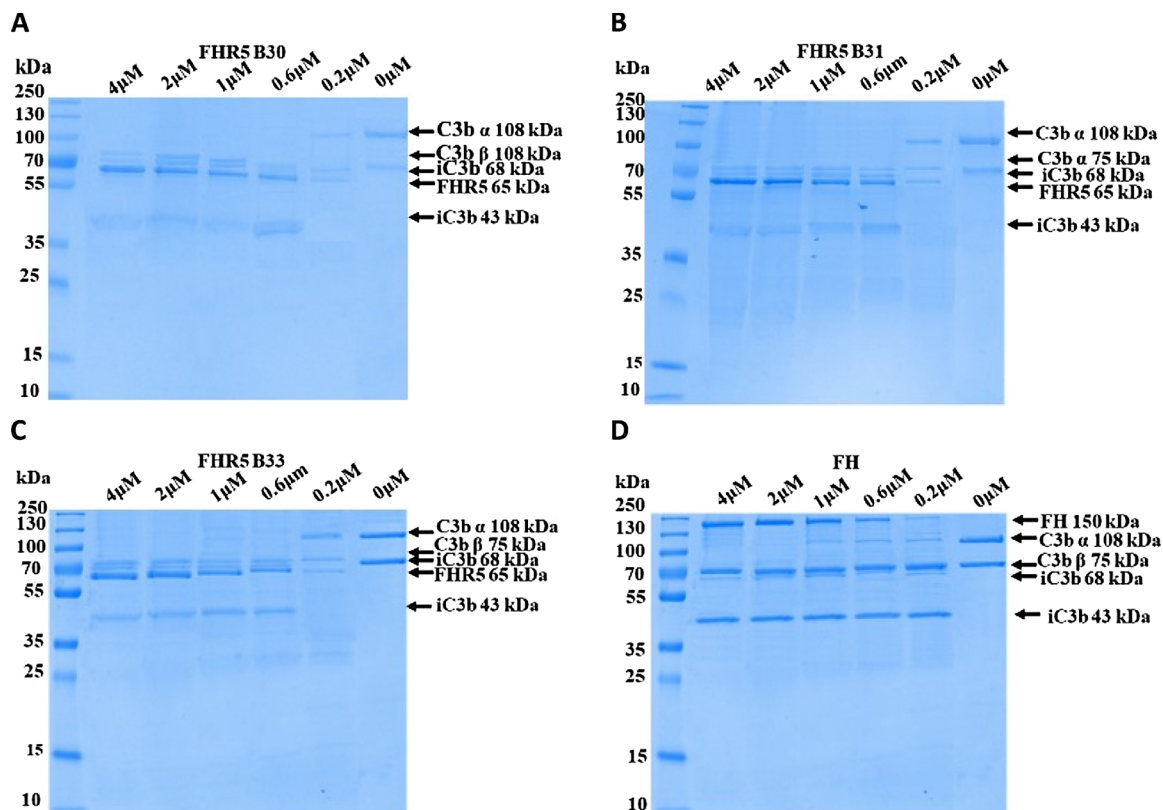 A
FHR5 B30
kDa
4µM 2µM 1µM 0.6µM 0.2µM 0µM
250
130
100
70
55
35
25
15
10
C3b α 108 kDa
C3b β 108 kDa
iC3b 68 kDa
FHR5 65 kDa
iC3b 43 kDa
B
FHR5 B31
kDa
4µM 2µM 1µM 0.6µm 0.2µM 0µM
250
130
100
70
55
35
25
15
10
C3b α 108 kDa
C3b α 75 kDa
iC3b 68 kDa
FHR5 65 kDa
iC3b 43 kDa
C
FHR5 B33
kDa
4µM 2µM 1µM 0.6µm 0.2µM 0µM
250
130
100
70
55
35
25
15
10
C3b α 108 kDa
C3b β 75 kDa
iC3b 68 kDa
FHR5 65 kDa
iC3b 43 kDa
D
FH
kDa
4µM 2µM 1µM 0.6µM 0.2µM 0µM
250
130
100
70
55
35
25
15
10
FH 150 kDa
C3b α 108 kDa
C3b β 75 kDa
iC3b 68 kDa
iC3b 43 kDa